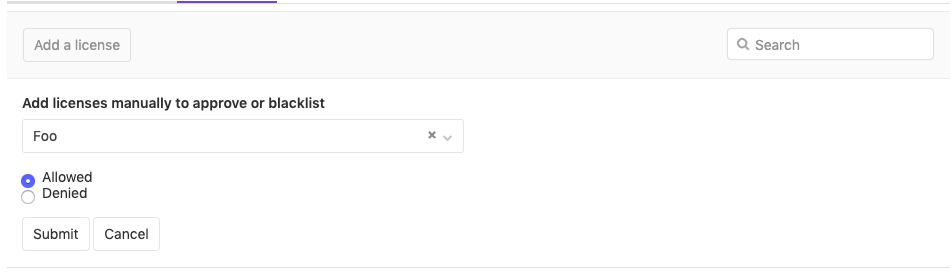 Add a license
Search
Add licenses manually to approve or blacklist
Foo
Allowed
Denied
Submit Cancel